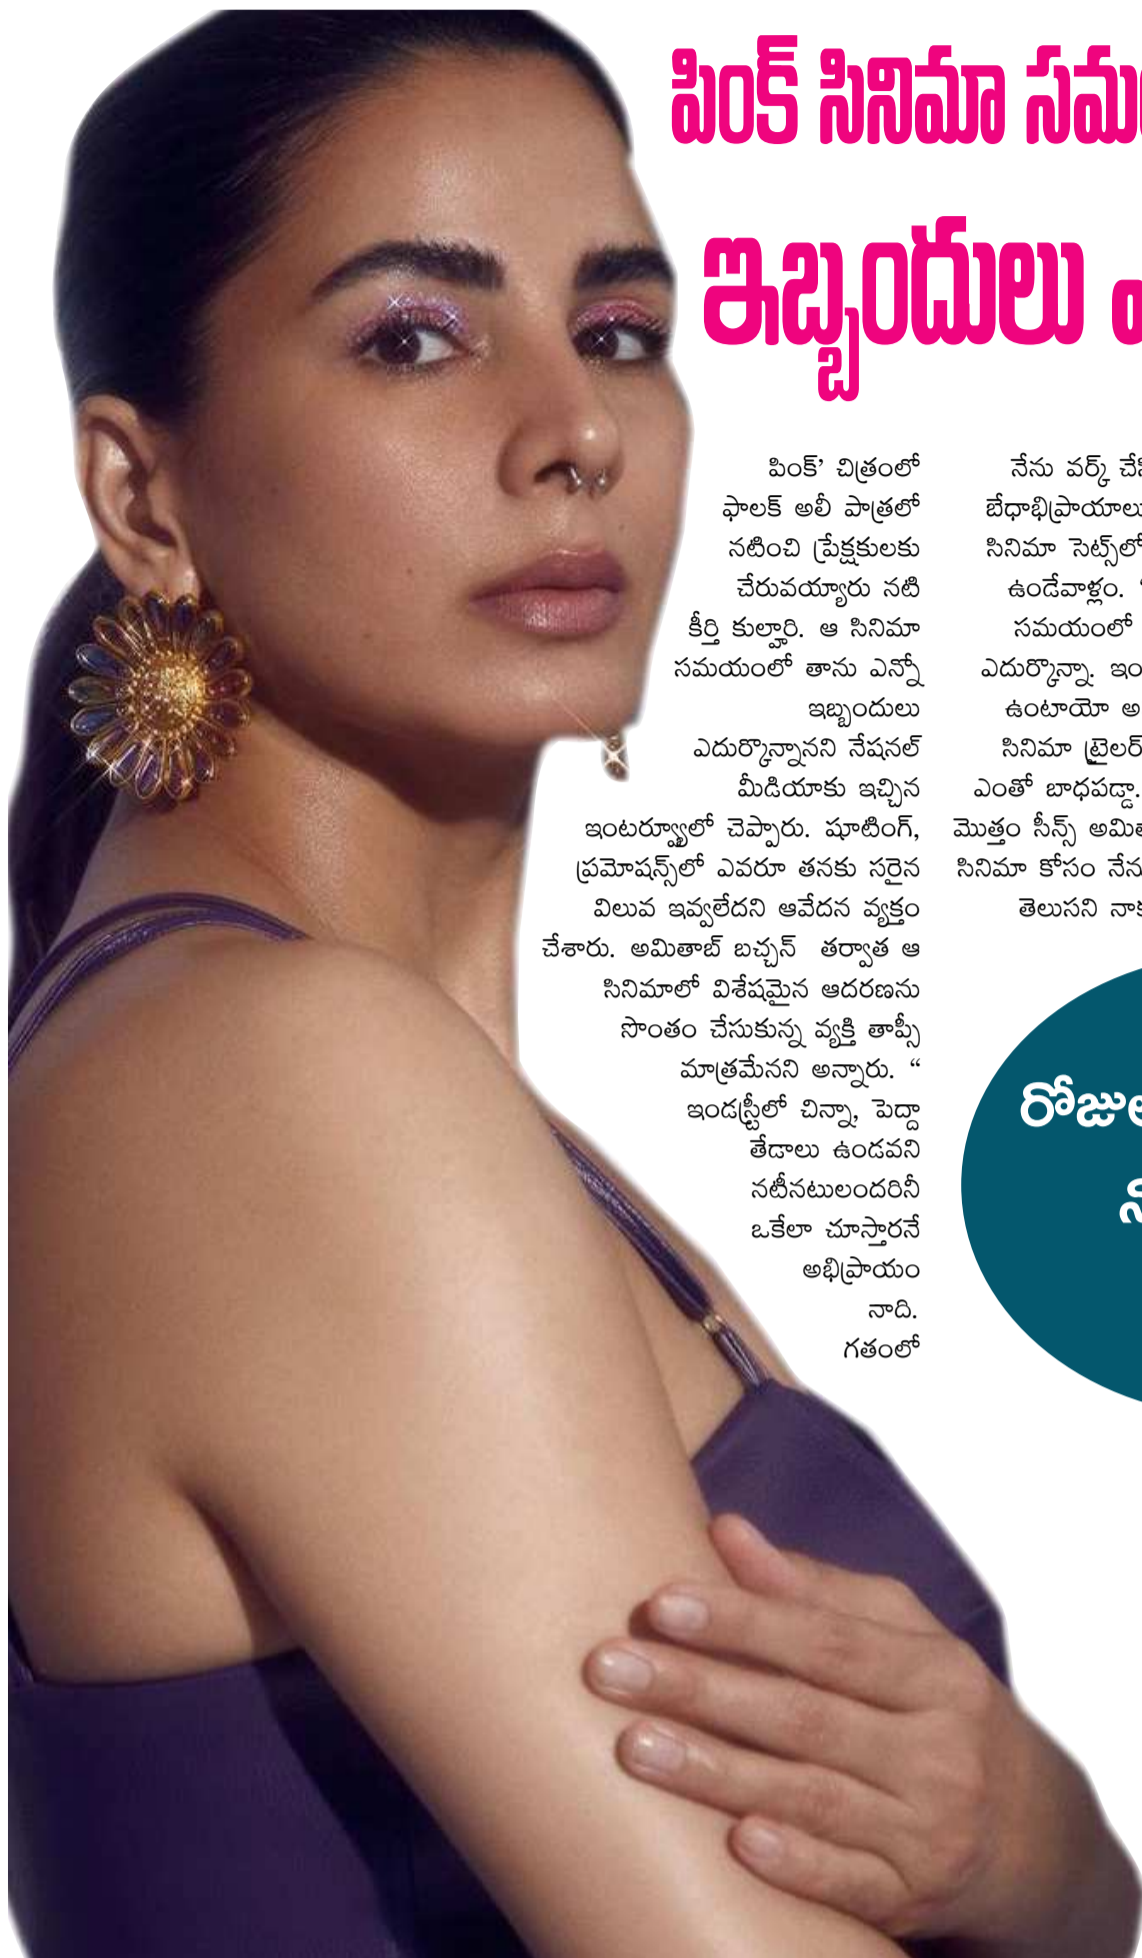 పింక్ సినిమా
ఇబ్బందులు
పింక్’ చిత్రంలో
ఫాలక్ అలీ పాత్రలో
నటించి ప్రేక్షకులకు
చేరువయ్యారు నటి
కీర్తి కుల్హారి. ఆ సినిమా
సమయంలో తాను ఎన్నో
ఇబ్బందులు
ఎదుర్కొన్నానని నేషనల్
మీడియాకు ఇచ్చిన
ఇంటర్వ్యూలో చెప్పారు. షూటింగ్,
ప్రమోషన్స్‌లో ఎవరూ తనకు సరైన
విలువ ఇవ్వలేదని ఆవేదన వ్యక్తం
చేశారు. అమితాబ్ బచ్చన్ తర్వాత ఆ
సినిమాలో విశేషమైన ఆదరణను
సొంతం చేసుకున్న వ్యక్తి తాప్సీ
మాత్రమేనని అన్నారు. “
ఇండస్ట్రీలో చిన్నా, పెద్దా
తేడాలు ఉండవని
నటీనటులందరినీ
ఒకేలా చూస్తారనే
అభిప్రాయం
నాది.
గతంలో
నేను వర్క్
బేధాభిప్రాయాలు
సినిమా సెట్స్‌లో
ఉండేవాళ్లం.
సమయంలో
ఎదుర్కొన్నా.
ఉంటాయో
సినిమా ట్రైలర్
ఎంతో బాధపడ్డా.
మొత్తం సీన్స్
సినిమా కోసం
తెలుసని